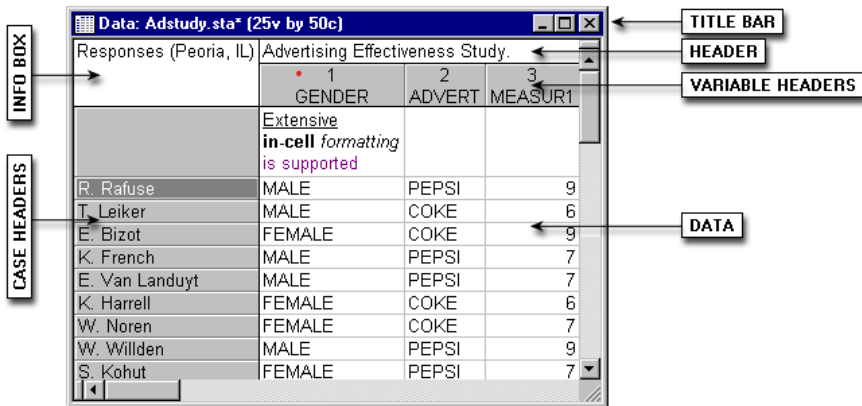 Data: Adstudy.sta* (25v by 50c)
TITLE BAR
Responses (Peoria, IL) Advertising Effectiveness Study.
HEADER
INFO BOX
1 2 3
GENDER ADVERT MEASUR1
VARIABLE HEADERS
Extensive
in-cell formatting
is supported
CASE HEADERS
R. Rafuse MALE PEPSI 9
T. Leiker MALE COKE 6
E. Bizot FEMALE COKE 9
DATA
K. French MALE PEPSI 7
E. Van Landuyt MALE PEPSI 7
K. Harrell FEMALE COKE 6
W. Noren FEMALE COKE 7
W. Willden MALE PEPSI 9
S. Kohut FEMALE PEPSI 7